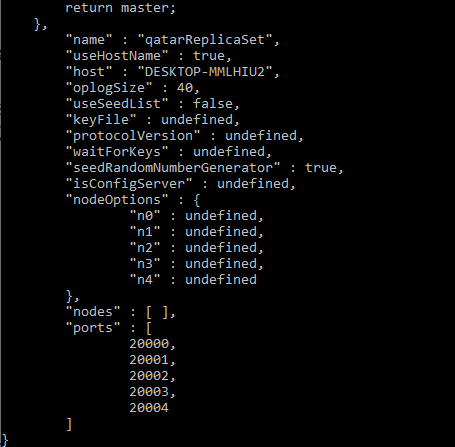 return master;
},
"name" : "qatarReplicaSet",
"useHostName" : true,
"host" : "DESKTOP-MMLHIU2",
"oplogSize" : 40,
"useSeedList" : false,
"keyFile" : undefined,
"protocolVersion" : undefined,
"waitForKeys" : undefined,
"seedRandomNumberGenerator" : true,
"isConfigServer" : undefined,
"nodeOptions" : {
"n0" : undefined,
"n1" : undefined,
"n2" : undefined,
"n3" : undefined,
"n4" : undefined
},
"nodes" : [ ],
"ports" : [
20000,
20001,
20002,
20003,
20004
]
}